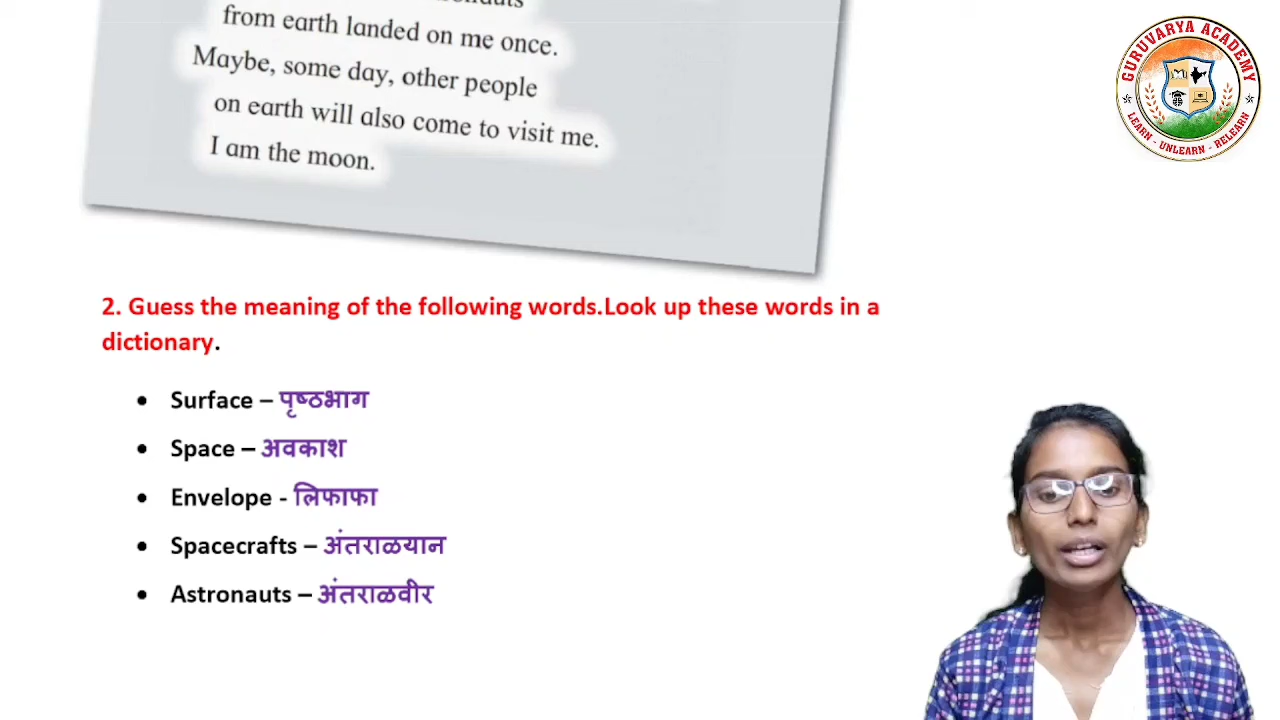 from earth landed on me once.
Maybe, some day, other people
on earth will also come to visit me.
I am the moon.
GURUVARYA ACADEMY
LEARN - UNLEARN - RELEARN
2. Guess the meaning of the following words.Look up these words in a
dictionary.
• Surface – पृष्ठभाग
• Space – अवकाश
• Envelope - लिफाफा
• Spacecrafts – अंतराळयान
• Astronauts – अंतराळवीर